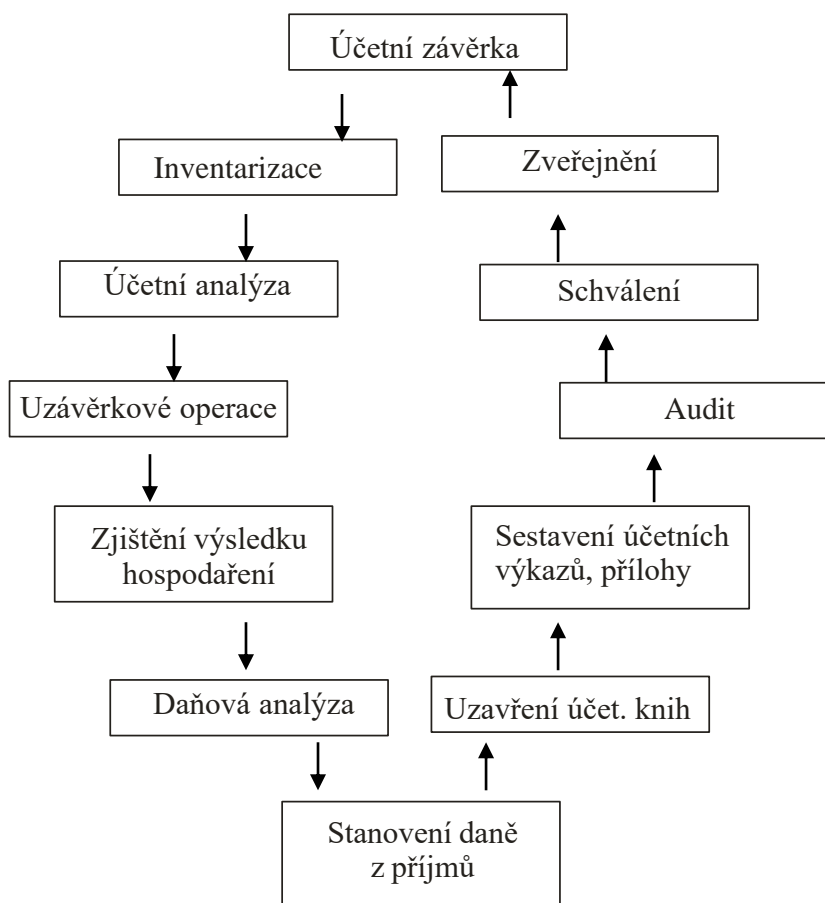 Účetní závěrka
Inventarizace
Zveřejnění
Účetní analýza
Schválení
Uzávěrkové operace
Audit
Zjištění výsledku
hospodaření
Sestavení účetních
výkazů, přílohy
Daňová analýza
Uzavření účet. knih
Stanovení daně
z příjmů